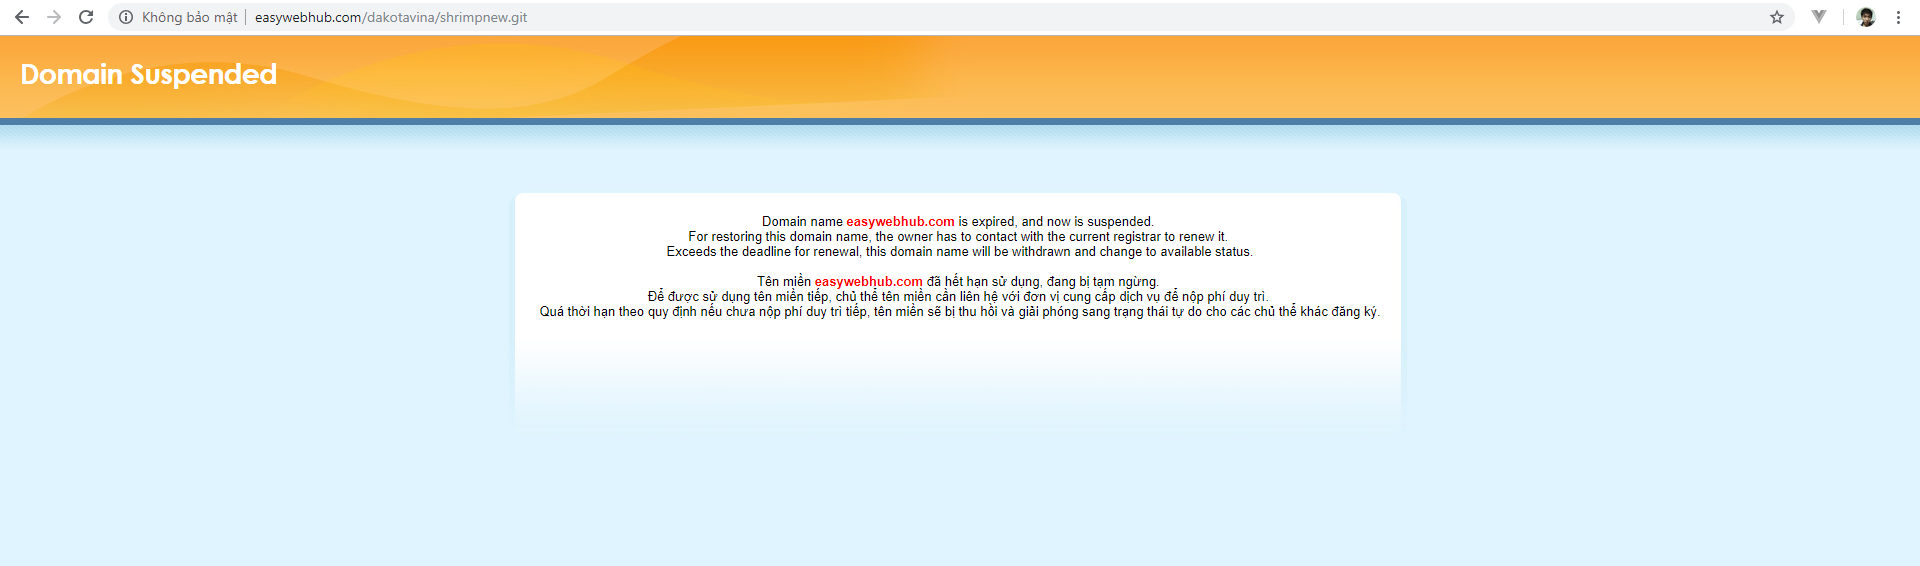 Không bảo mật | easywebhub.com/dakotavina/shrimpnew.git
Domain Suspended
Domain name easywebhub.com is expired, and now is suspended.
For restoring this domain name, the owner has to contact with the current registrar to renew it.
Exceeds the deadline for renewal, this domain name will be withdrawn and change to available status.
Tên miền easywebhub.com đã hết hạn sử dụng, đang bị tạm ngừng.
Để được sử dụng tên miền tiếp, chủ thể tên miền cần liên hệ với đơn vị cung cấp dịch vụ để nộp phí duy trì.
Quá thời hạn theo quy định nếu chưa nộp phí duy trì tiếp, tên miền sẽ bị thu hồi và giải phóng sang trạng thái tự do cho các chủ thể khác đăng ký.